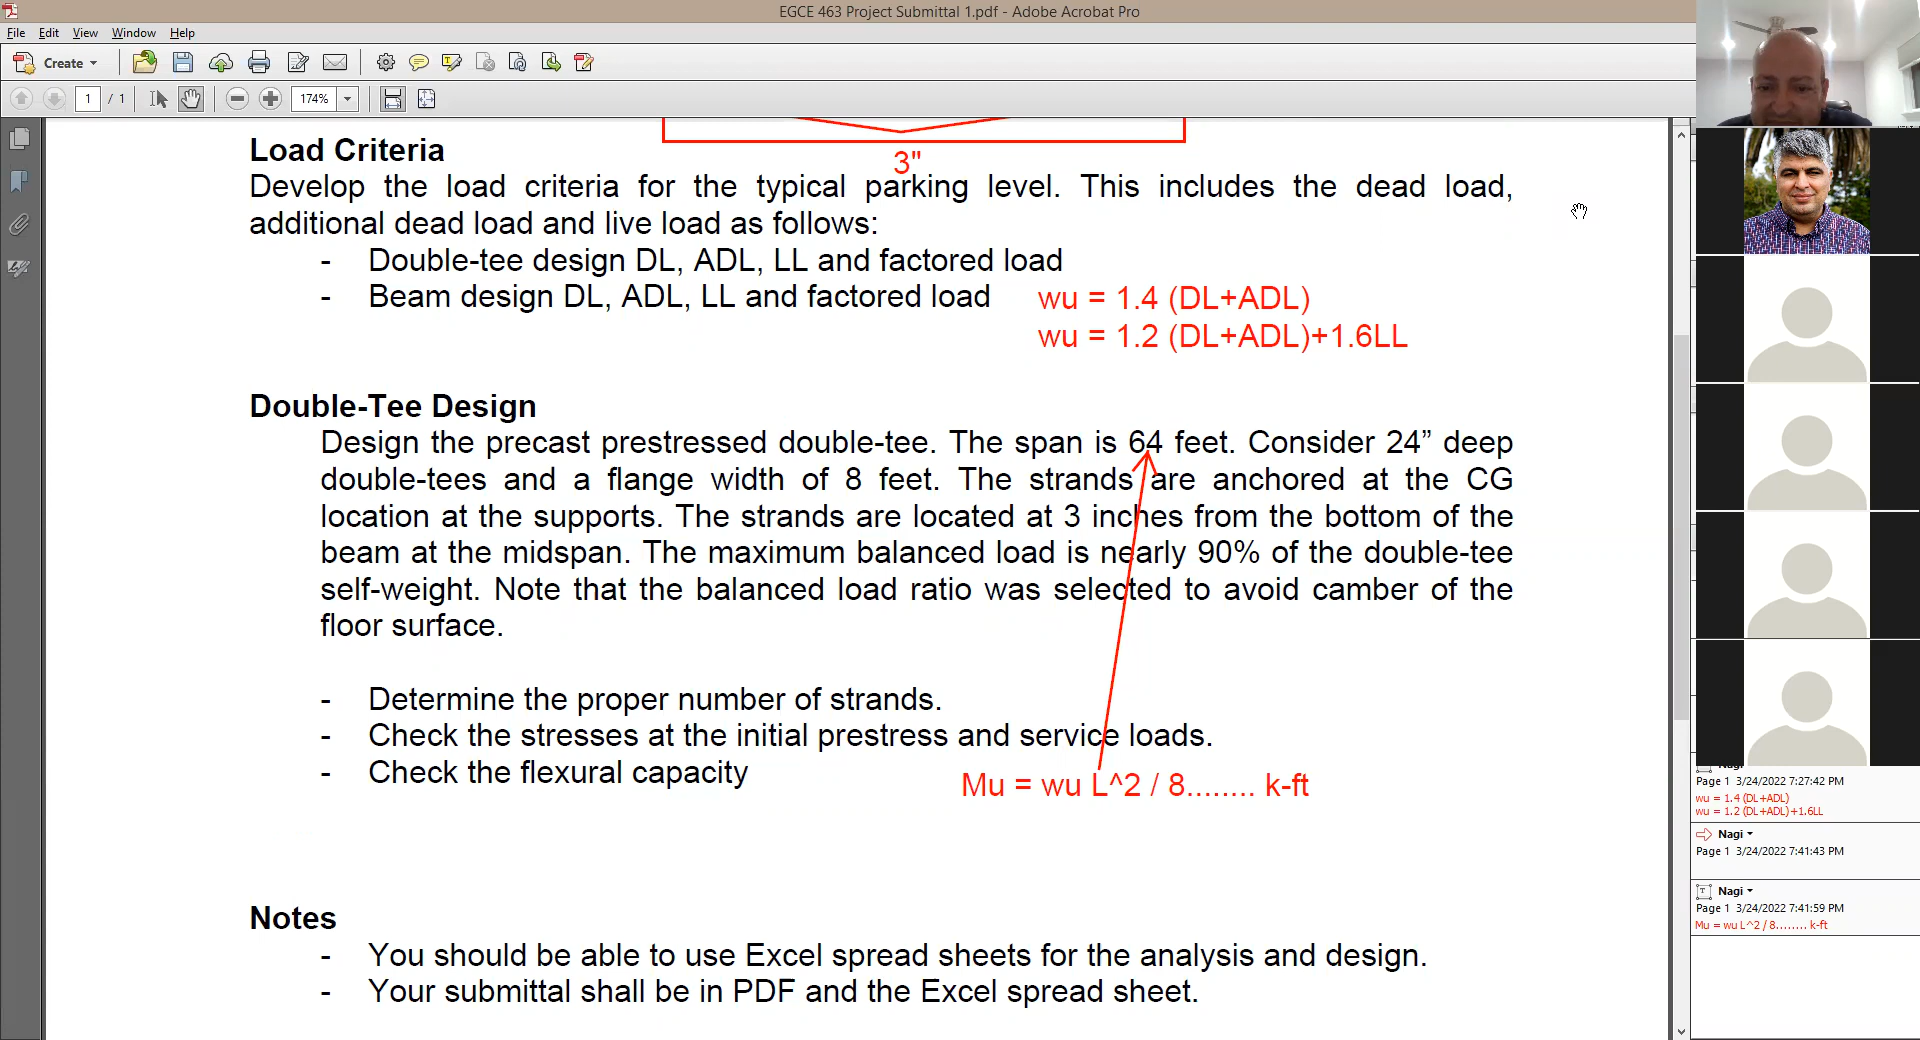 EGCE 463 Project Submittal 1.pdf - Adobe Acrobat Pro
File Edit View Window Help
Create
1 / 1 174%
3"
Load Criteria
Develop the load criteria for the typical parking level. This includes the dead load,
additional dead load and live load as follows:
- Double-tee design DL, ADL, LL and factored load
- Beam design DL, ADL, LL and factored load
wu = 1.4 (DL+ADL)
wu = 1.2 (DL+ADL)+1.6LL
Double-Tee Design
Design the precast prestressed double-tee. The span is 64 feet. Consider 24” deep
double-tees and a flange width of 8 feet. The strands are anchored at the CG
location at the supports. The strands are located at 3 inches from the bottom of the
beam at the midspan. The maximum balanced load is nearly 90% of the double-tee
self-weight. Note that the balanced load ratio was selected to avoid camber of the
floor surface.
- Determine the proper number of strands.
- Check the stresses at the initial prestress and service loads.
- Check the flexural capacity
Mu = wu L^2 / 8........ k-ft
Notes
- You should be able to use Excel spread sheets for the analysis and design.
- Your submittal shall be in PDF and the Excel spread sheet.
Page 1 3/24/2022 7:27:42 PM
wu = 1.4 (DL+ADL)
wu = 1.2 (DL+ADL)+1.6LL
Nagi
Page 1 3/24/2022 7:41:43 PM
Nagi
Page 1 3/24/2022 7:41:59 PM
Mu = wu L^2 / 8........ k-ft